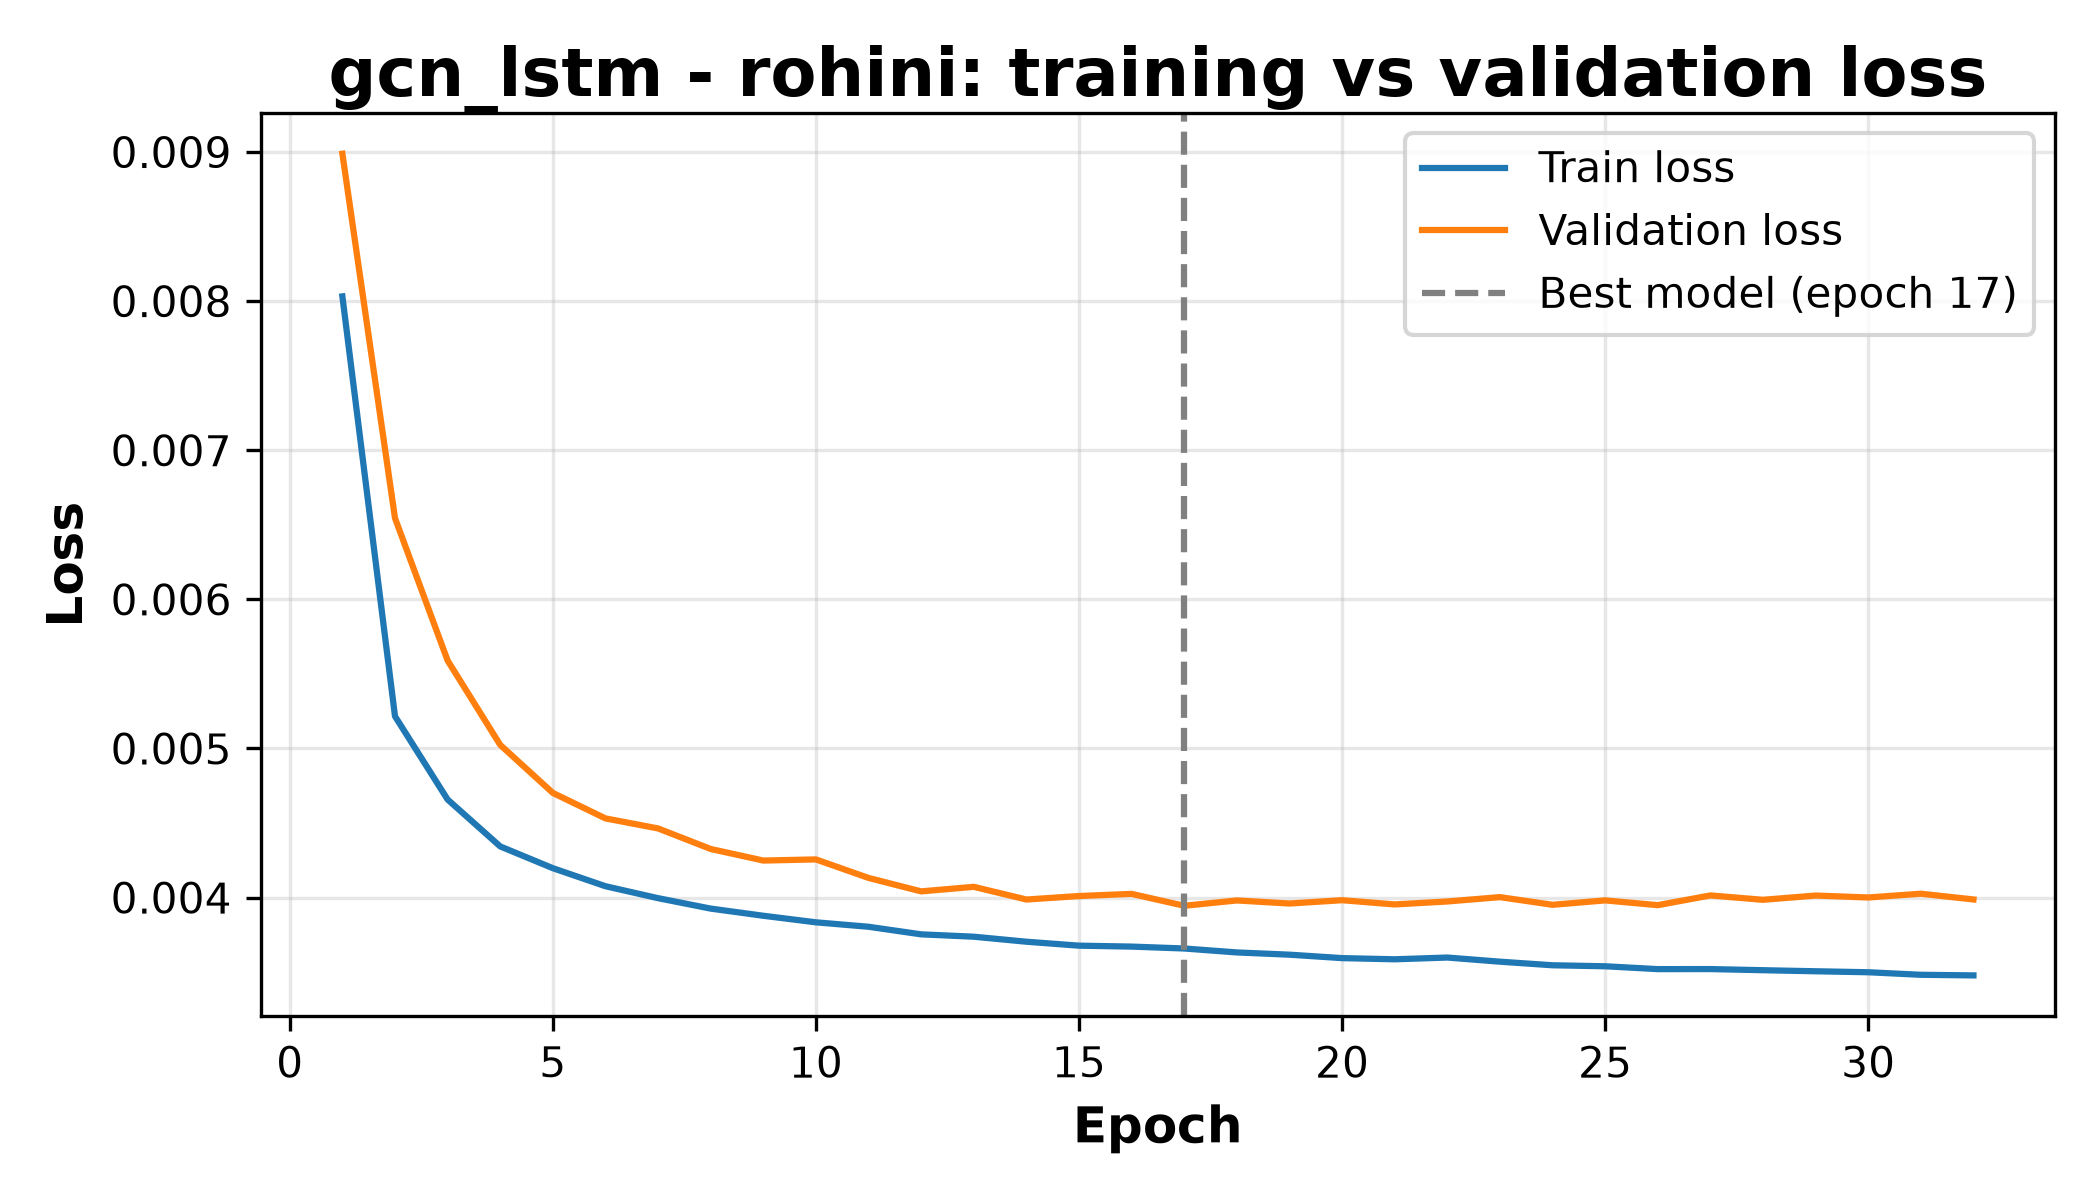 gcn_lstm - rohini: training vs validation loss
Train loss
Validation loss
Best model (epoch 17)
0.009
0.008
0.007
0.006
0.005
0.004
Loss
0 5 10 15 20 25 30
Epoch